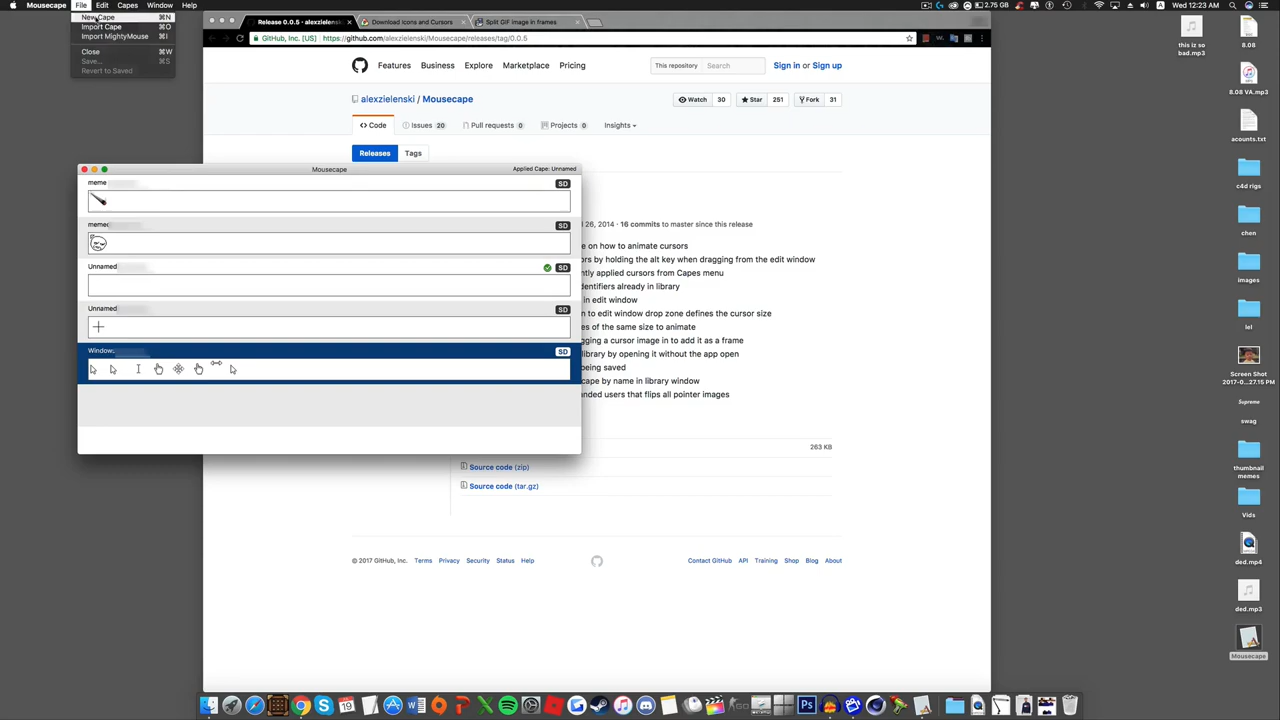 Mousecape File Edit Capes Window Help
2.75 GB Wed 12:23 AM
New Cape ⌘N
Import Cape ⌘O
Import MightyMouse ⌘I
Close ⌘W
Save... ⌘S
Revert to Saved
Release 0.0.5 · alexzielensk
Download Icons and Cursors
Split GIF image in frames
GitHub, Inc. [US] https://github.com/alexzielenski/Mousecape/releases/tag/0.0.5
Features Business Explore Marketplace Pricing This repository Search Sign in or Sign up
alexzielenski / Mousecape Watch 30 Star 251 Fork 31
Code Issues 20 Pull requests 0 Projects 0 Insights
Releases Tags
Mousecape Applied Cape: Unnamed
meme SD
SD
Unnamed SD
Unnamed SD
Window SD
26, 2014 · 16 commits to master since this release
e on how to animate cursors
ors by holding the alt key when dragging from the edit window
ntly applied cursors from Capes menu
dentifiers already in library
in edit window
n to edit window drop zone defines the cursor size
es of the same size to animate
gging a cursor image in to add it as a frame
library by opening it without the app open
being saved
cape by name in library window
anded users that flips all pointer images
263 KB
Source code (zip)
Source code (tar.gz)
© 2017 GitHub, Inc. Terms Privacy Security Status Help Contact GitHub API Training Shop Blog About
this iz so
bad.mp3
8.08
8.08 VA.mp3
acounts.txt
c4d rigs
chen
images
lel
Screen Shot
2017-0...27.15 PM
Supreme
swag
thumbnail
memes
Vids
ded.mp4
ded.mp3
Mousecape